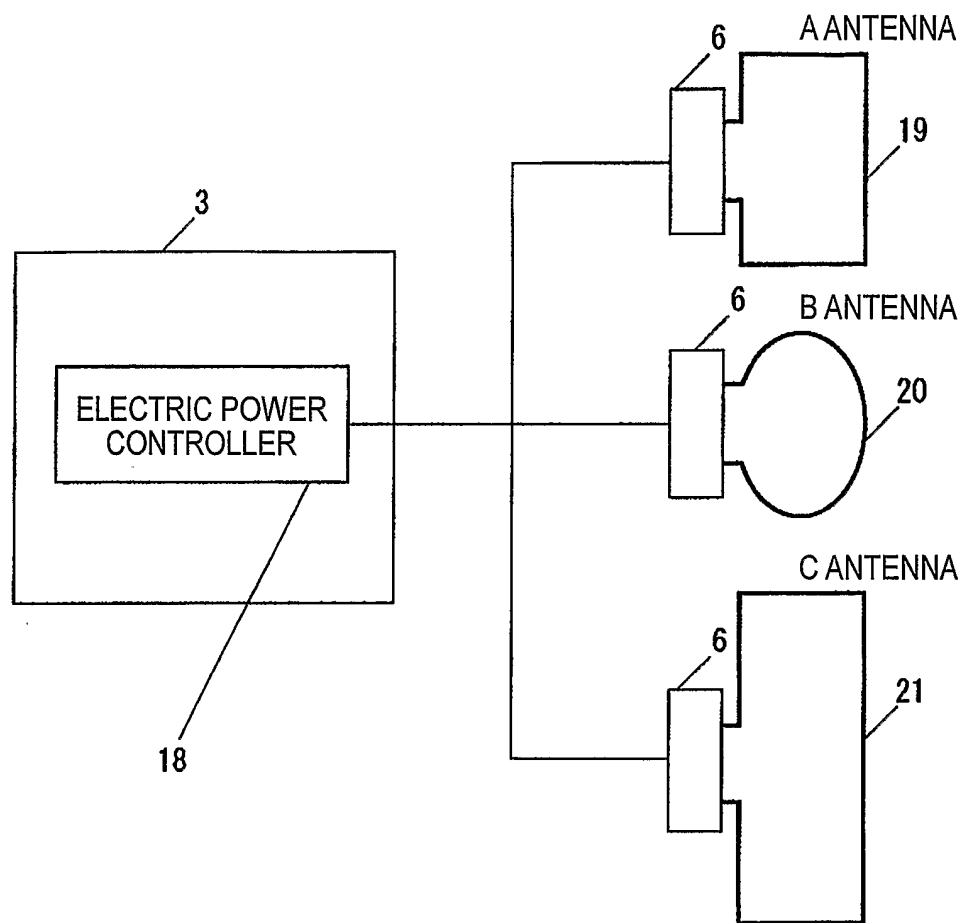 A ANTENNA
6
19
3
B ANTENNA
6
20
ELECTRIC POWER
CONTROLLER
C ANTENNA
6
21
18